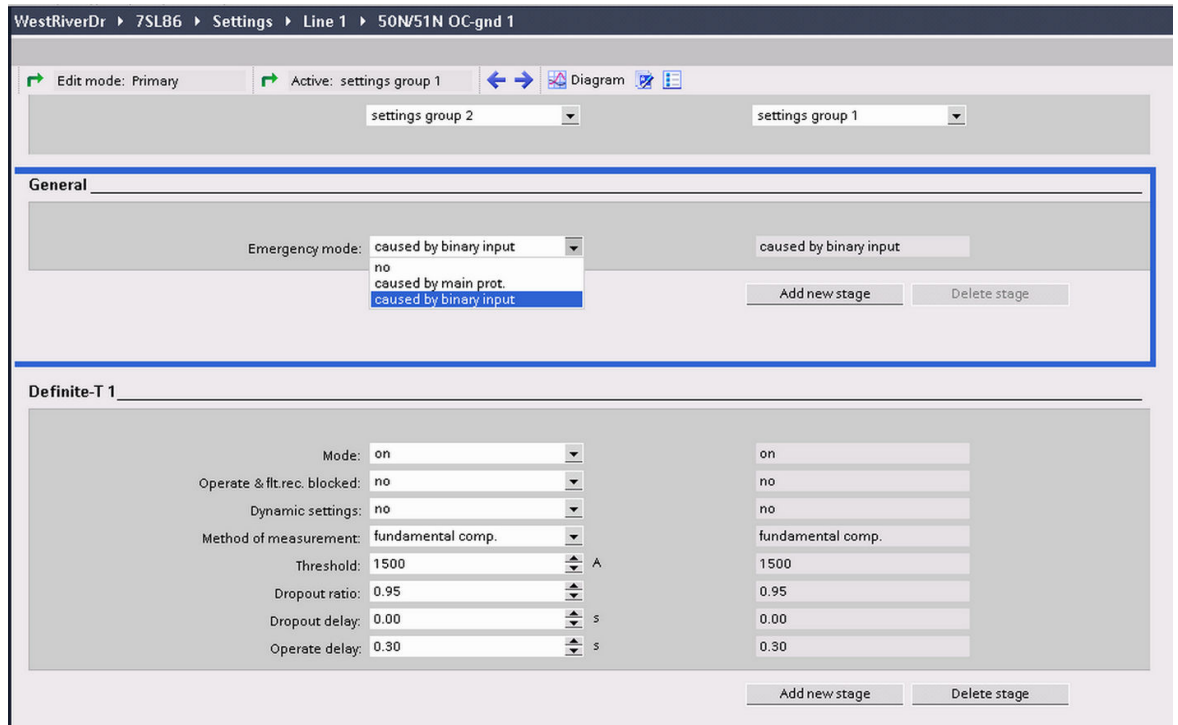 WestRiverDr ▸ 7SL86 ▸ Settings ▸ Line 1 ▸ 50N/51N OC-gnd 1
Edit mode: Primary Active: settings group 1 Diagram
settings group 2 settings group 1
General
Emergency mode: caused by binary input caused by binary input
no
caused by main prot.
caused by binary input
Add new stage Delete stage
Definite-T 1
Mode: on on
Operate & flt.rec. blocked: no no
Dynamic settings: no no
Method of measurement: fundamental comp. fundamental comp.
Threshold: 1500 A 1500
Dropout ratio: 0.95 0.95
Dropout delay: 0.00 s 0.00
Operate delay: 0.30 s 0.30
Add new stage Delete stage